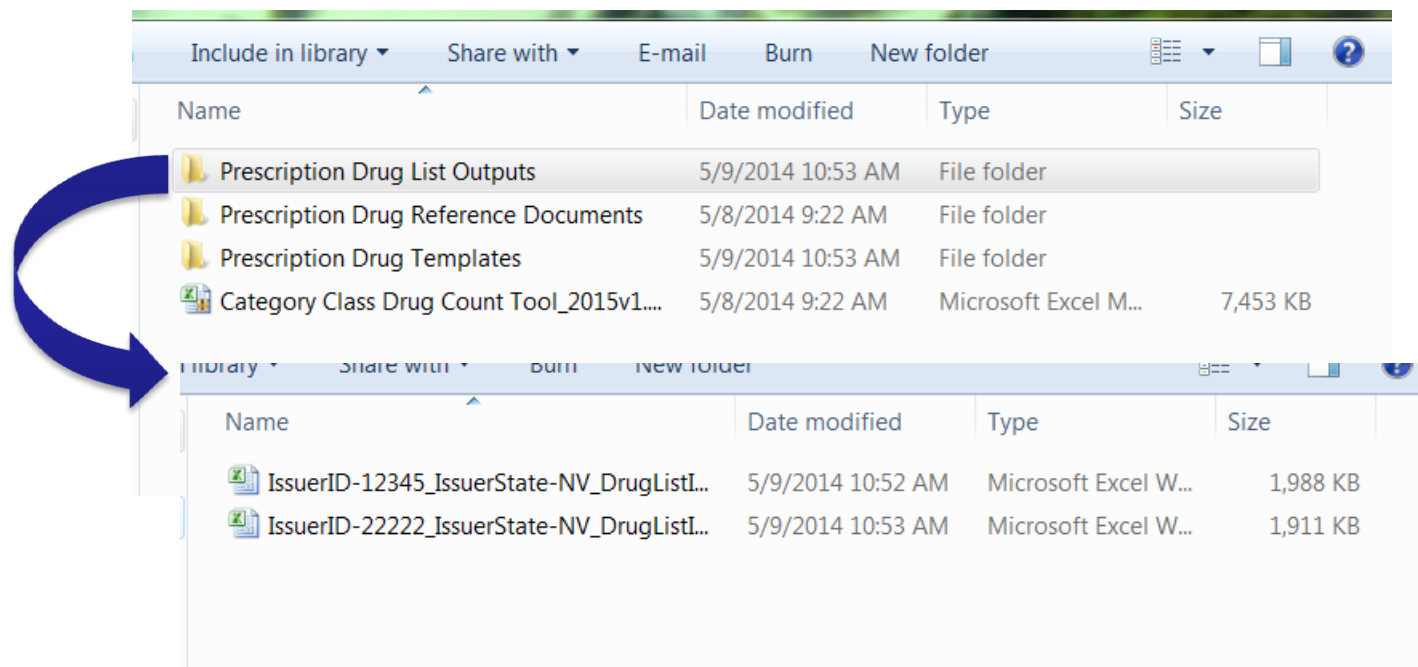 Include in library Share with E-mail Burn New folder
Name Date modified Type Size
Prescription Drug List Outputs 5/9/2014 10:53 AM File folder
Prescription Drug Reference Documents 5/8/2014 9:22 AM File folder
Prescription Drug Templates 5/9/2014 10:53 AM File folder
Category Class Drug Count Tool_2015v1.... 5/8/2014 9:22 AM Microsoft Excel M... 7,453 KB
library Share with Burn New folder
Name Date modified Type Size
IssuerID-12345_IssuerState-NV_DrugListI... 5/9/2014 10:52 AM Microsoft Excel W... 1,988 KB
IssuerID-22222_IssuerState-NV_DrugListI... 5/9/2014 10:53 AM Microsoft Excel W... 1,911 KB